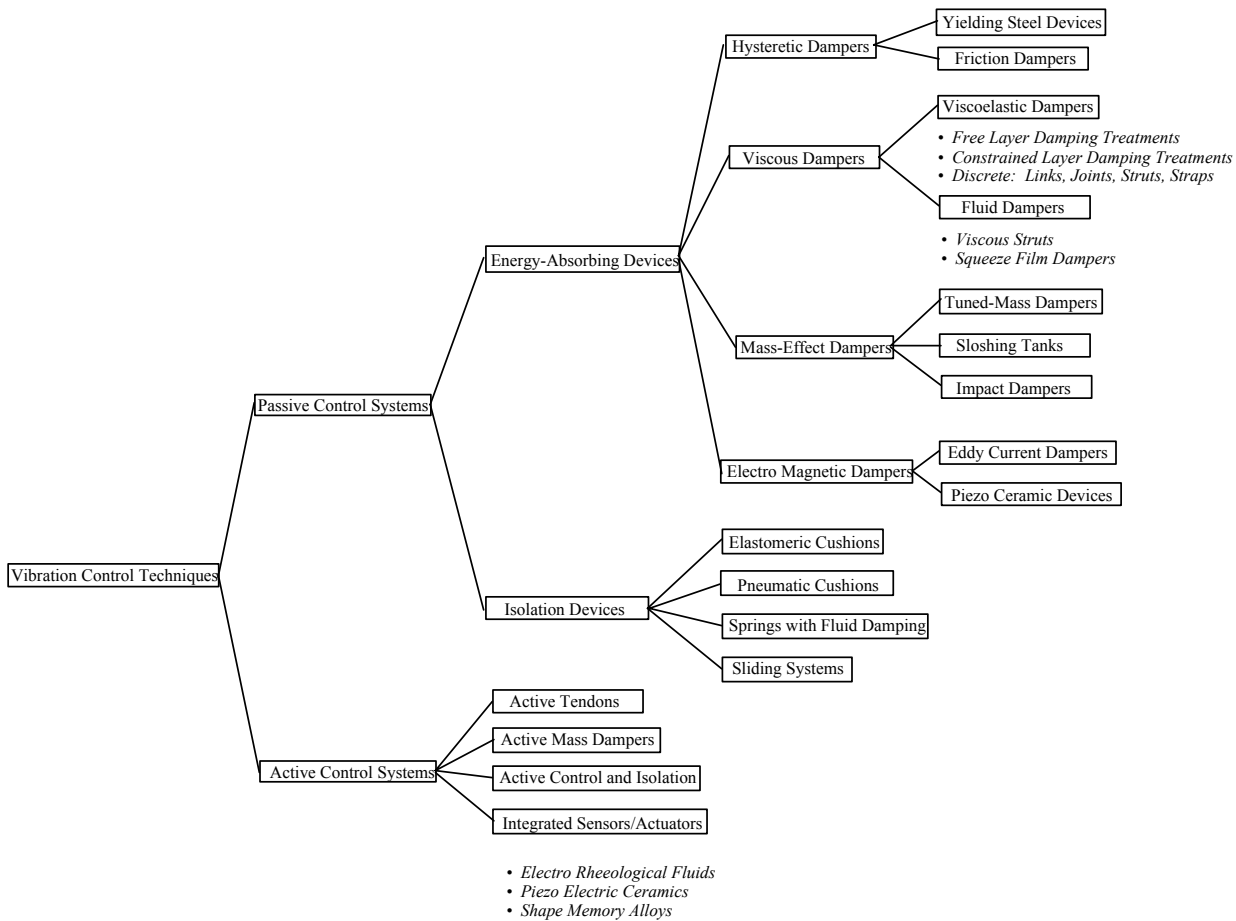 Yielding Steel Devices
Hysteretic Dampers
Friction Dampers
Viscoelastic Dampers
• Free Layer Damping Treatments
• Constrained Layer Damping Treatments
• Discrete:  Links, Joints, Struts, Straps
Viscous Dampers
Fluid Dampers
• Viscous Struts
• Squeeze Film Dampers
Energy-Absorbing Devices
Tuned-Mass Dampers
Mass-Effect Dampers
Sloshing Tanks
Impact Dampers
Passive Control Systems
Eddy Current Dampers
Electro Magnetic Dampers
Piezo Ceramic Devices
Elastomeric Cushions
Vibration Control Techniques
Pneumatic Cushions
Isolation Devices
Springs with Fluid Damping
Sliding Systems
Active Tendons
Active Mass Dampers
Active Control Systems
Active Control and Isolation
Integrated Sensors/Actuators
• Electro Rheological Fluids
• Piezo Electric Ceramics
• Shape Memory Alloys